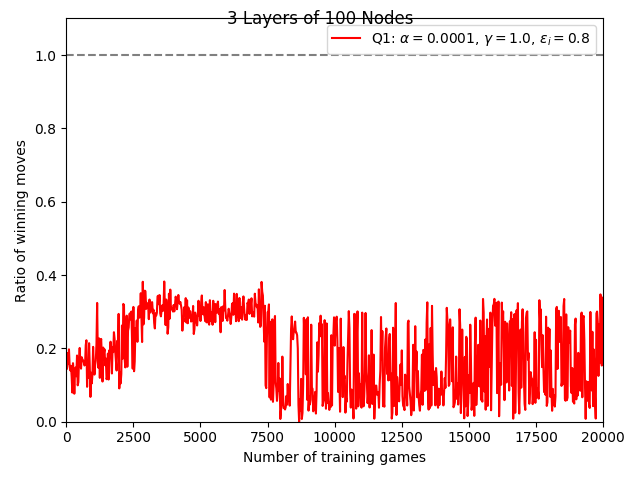 3 Layers of 100 Nodes
Q1: α = 0.0001, γ = 1.0, ε_i = 0.8
1.0
0.8
0.6
0.4
0.2
0.0
Ratio of winning moves
0 2500 5000 7500 10000 12500 15000 17500 20000
Number of training games